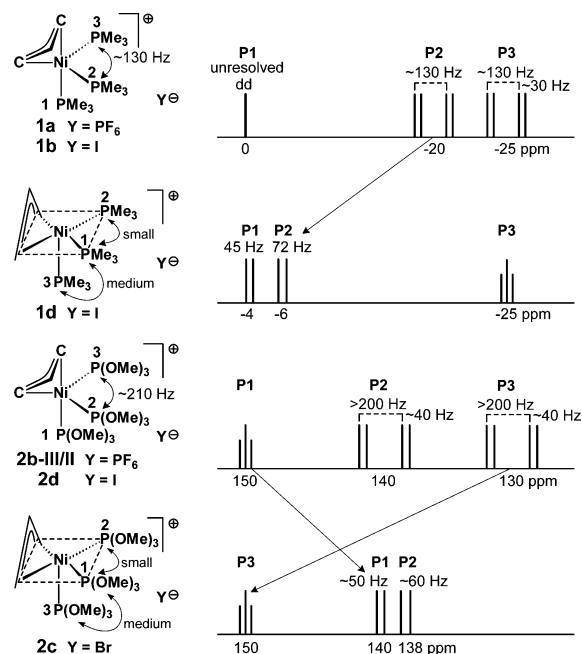 C
3
⊕
C
Ni
PMe3
~130 Hz
2
PMe3
1 PMe3
Y⊖
1a Y = PF6
1b Y = I
P1
unresolved
dd
P2
~130 Hz
P3
~130 Hz
~30 Hz
0
-20
-25 ppm
2
⊕
PMe3
Ni
1
small
PMe3
Y⊖
3PMe3
medium
1d Y = I
P1
P2
P3
45 Hz
72 Hz
-4
-6
-25 ppm
C
3
⊕
C
Ni
P(OMe)3
~210 Hz
2
P(OMe)3
1 P(OMe)3
Y⊖
2b-III/II Y = PF6
2d Y = I
P1
P2
P3
>200 Hz
~40 Hz
>200 Hz
~40 Hz
150
140
130 ppm
2
⊕
P(OMe)3
Ni
1
small
P(OMe)3
Y⊖
3P(OMe)3
medium
2c Y = Br
P3
P1
P2
~50 Hz
~60 Hz
150
140
138 ppm